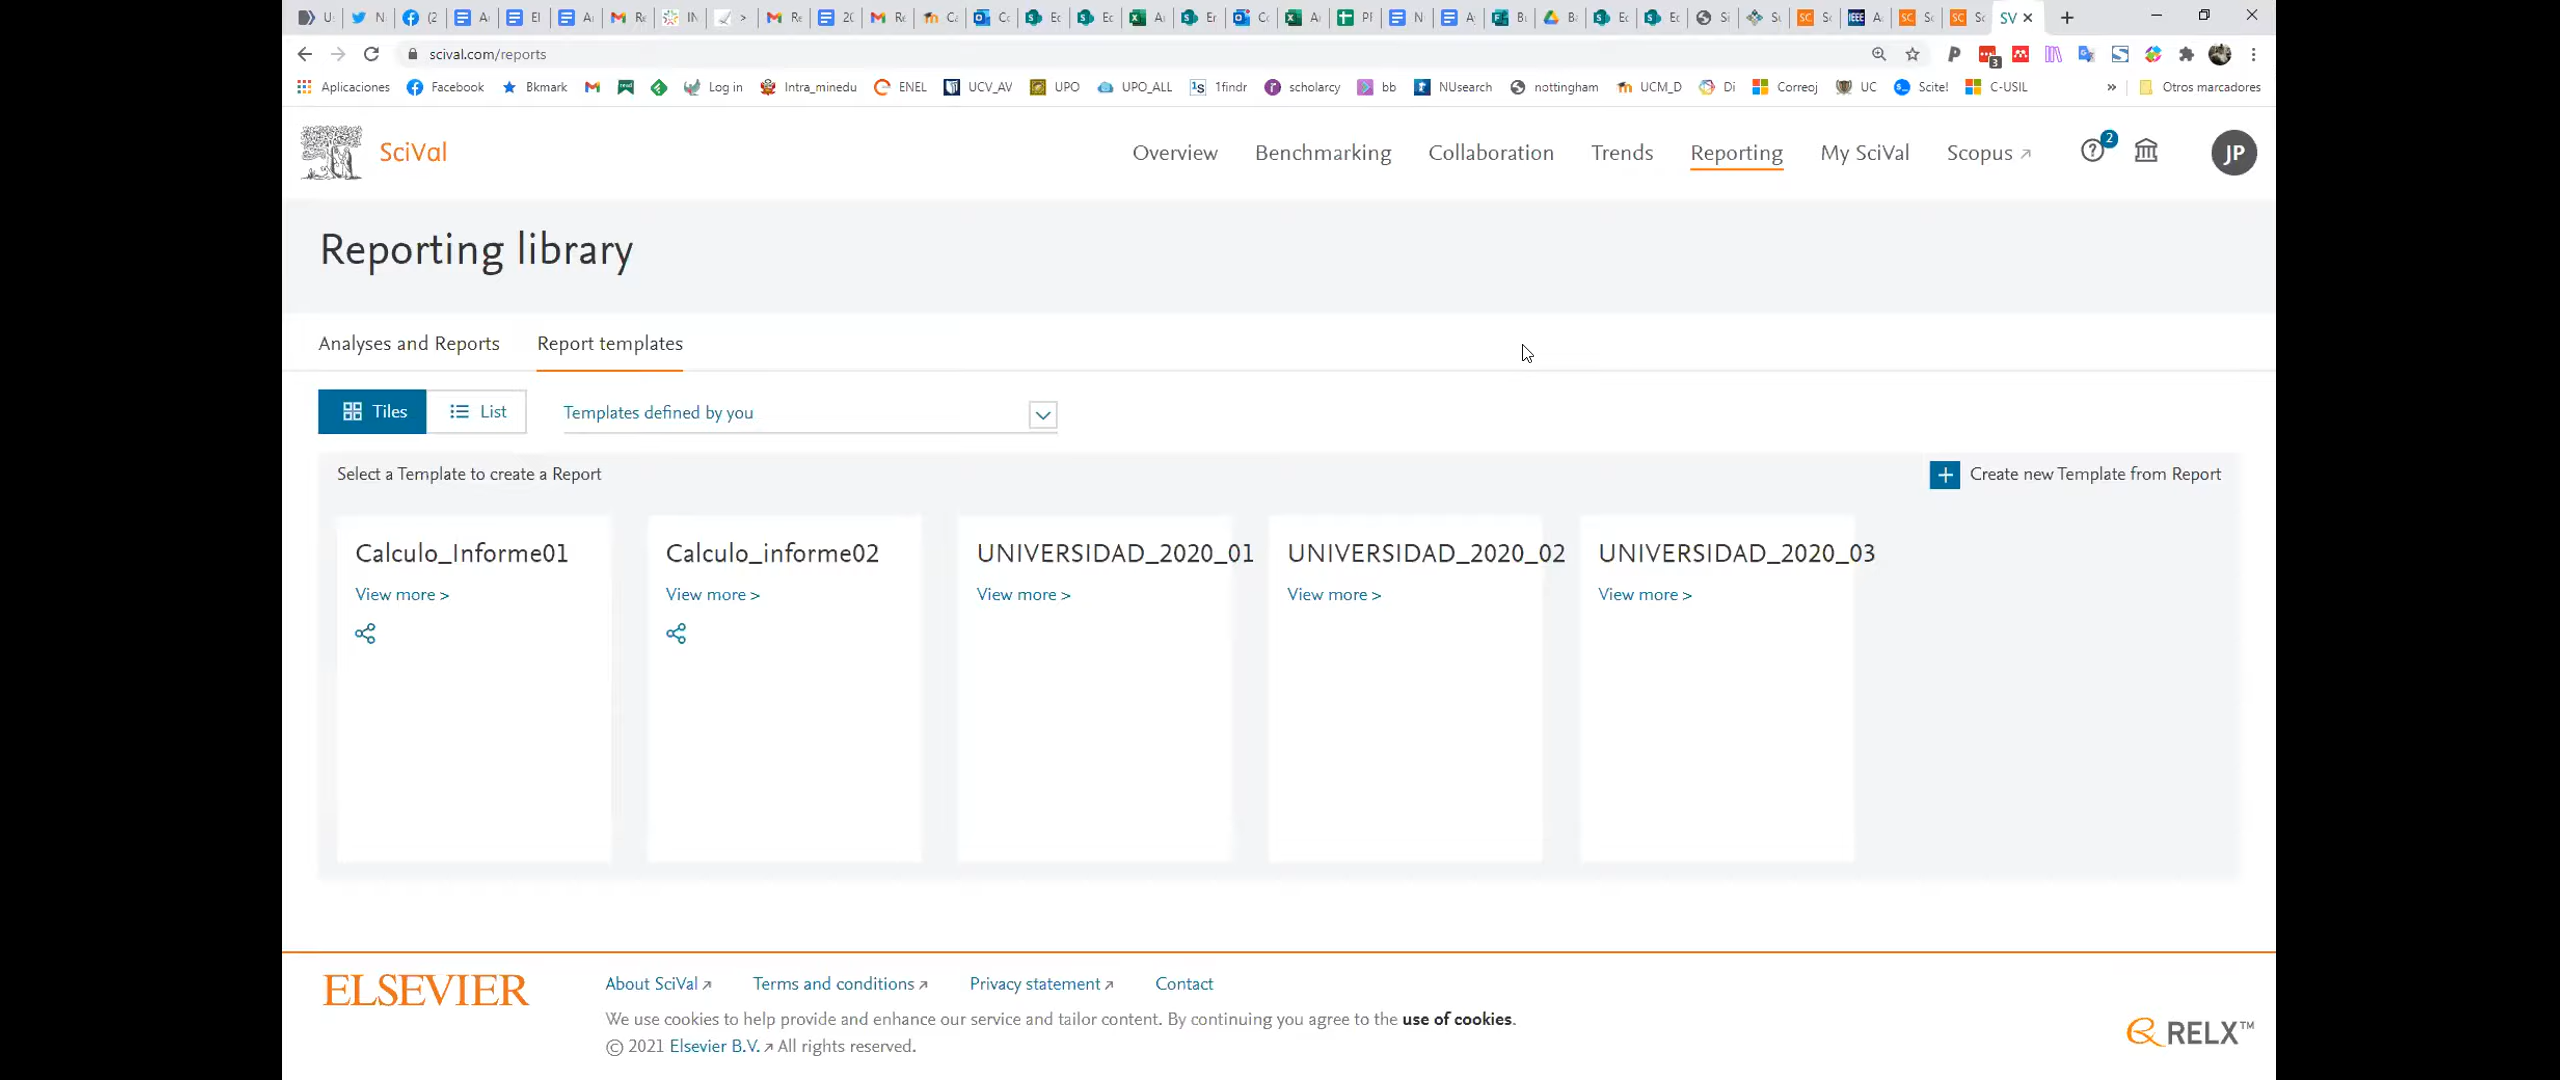 scival.com/reports
Aplicaciones Facebook Bkmark Log in Intra_minedu ENEL UCV_AV UPO UPO_ALL 1findr scholarcy bb NUsearch nottingham UCM_D Di Correoj UC Scite! C-USIL » Otros marcadores
SciVal Overview Benchmarking Collaboration Trends Reporting My SciVal Scopus 2 JP
Reporting library
Analyses and Reports Report templates
Tiles List Templates defined by you
Select a Template to create a Report Create new Template from Report
Calculo_Informe01 Calculo_informe02 UNIVERSIDAD_2020_01 UNIVERSIDAD_2020_02 UNIVERSIDAD_2020_03
View more > View more > View more > View more > View more >
ELSEVIER About SciVal Terms and conditions Privacy statement Contact
We use cookies to help provide and enhance our service and tailor content. By continuing you agree to the use of cookies.
© 2021 Elsevier B.V. All rights reserved.
RELX™